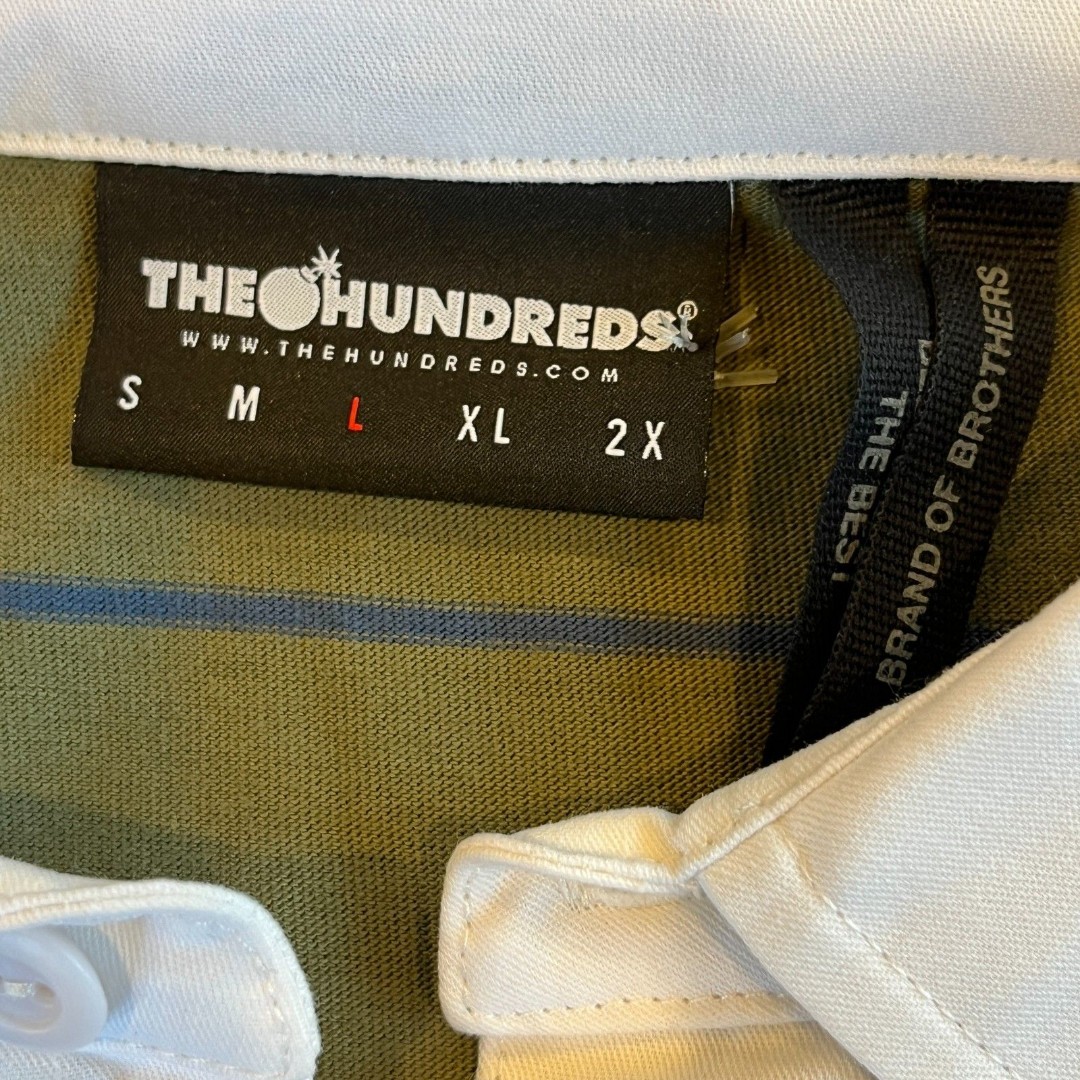 THE HUNDREDS®
WWW.THEHUNDREDS.COM
S M L XL 2X
THE BEST
BRAND OF BROTHERS